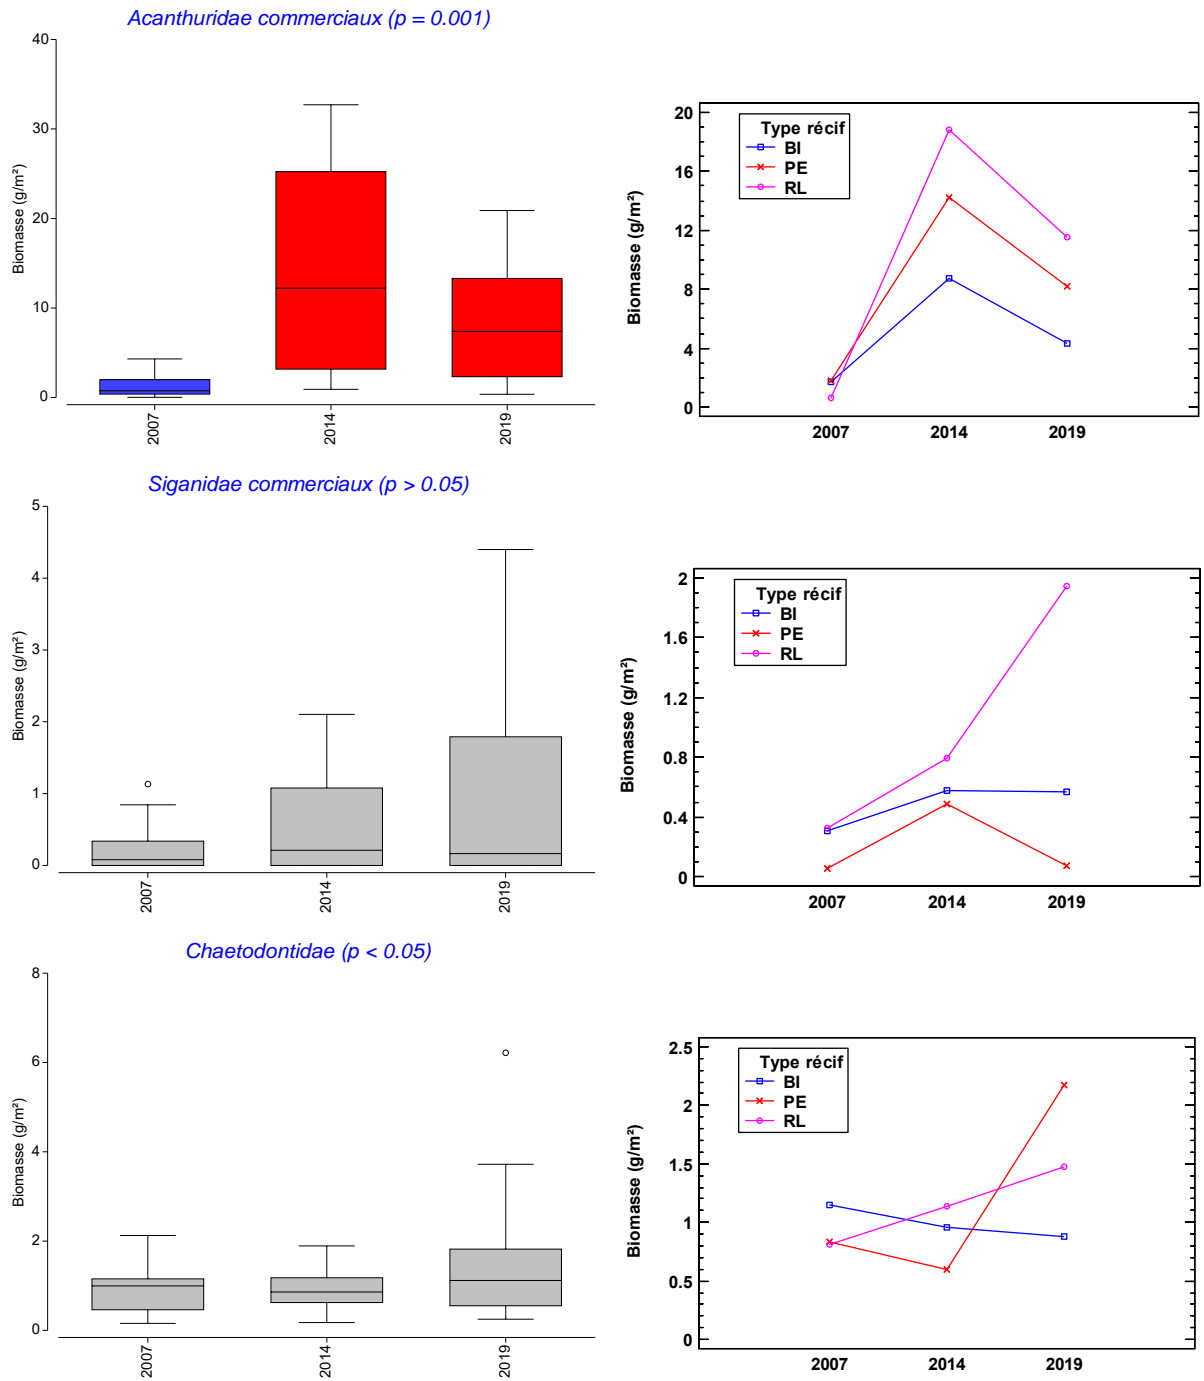 Acanthuridae commerciaux (p = 0.001)
40
30
20
10
0
Biomasse (g/m²)
2007
2014
2019
20
16
12
8
4
0
Biomasse (g/m²)
Type récif
BI
PE
RL
2007 2014 2019
Siganidae commerciaux (p > 0.05)
5
4
3
2
1
0
Biomasse (g/m²)
2007
2014
2019
2
1.6
1.2
0.8
0.4
0
Biomasse (g/m²)
Type récif
BI
PE
RL
2007 2014 2019
Chaetodontidae (p < 0.05)
8
6
4
2
0
Biomasse (g/m²)
2007
2014
2019
2.5
2
1.5
1
0.5
0
Biomasse (g/m²)
Type récif
BI
PE
RL
2007 2014 2019